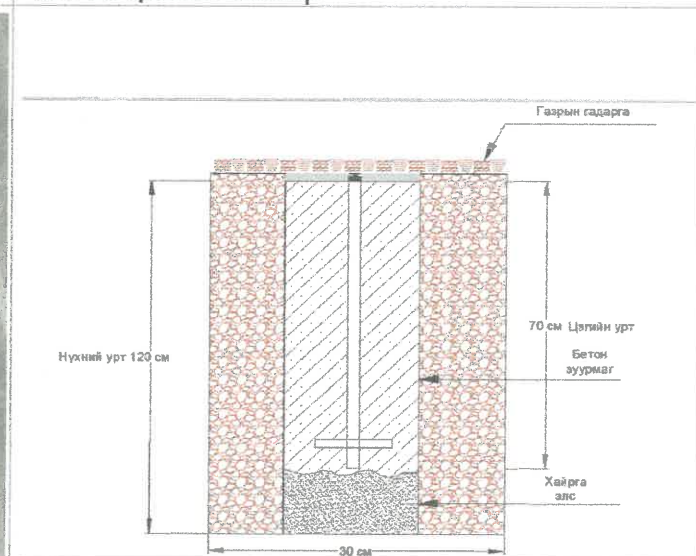 Газрын гадарга
70 см Цэгийн урт
Нүхний урт 120 см
Бетон
зуурмаг
Хайрга
элс
30 см